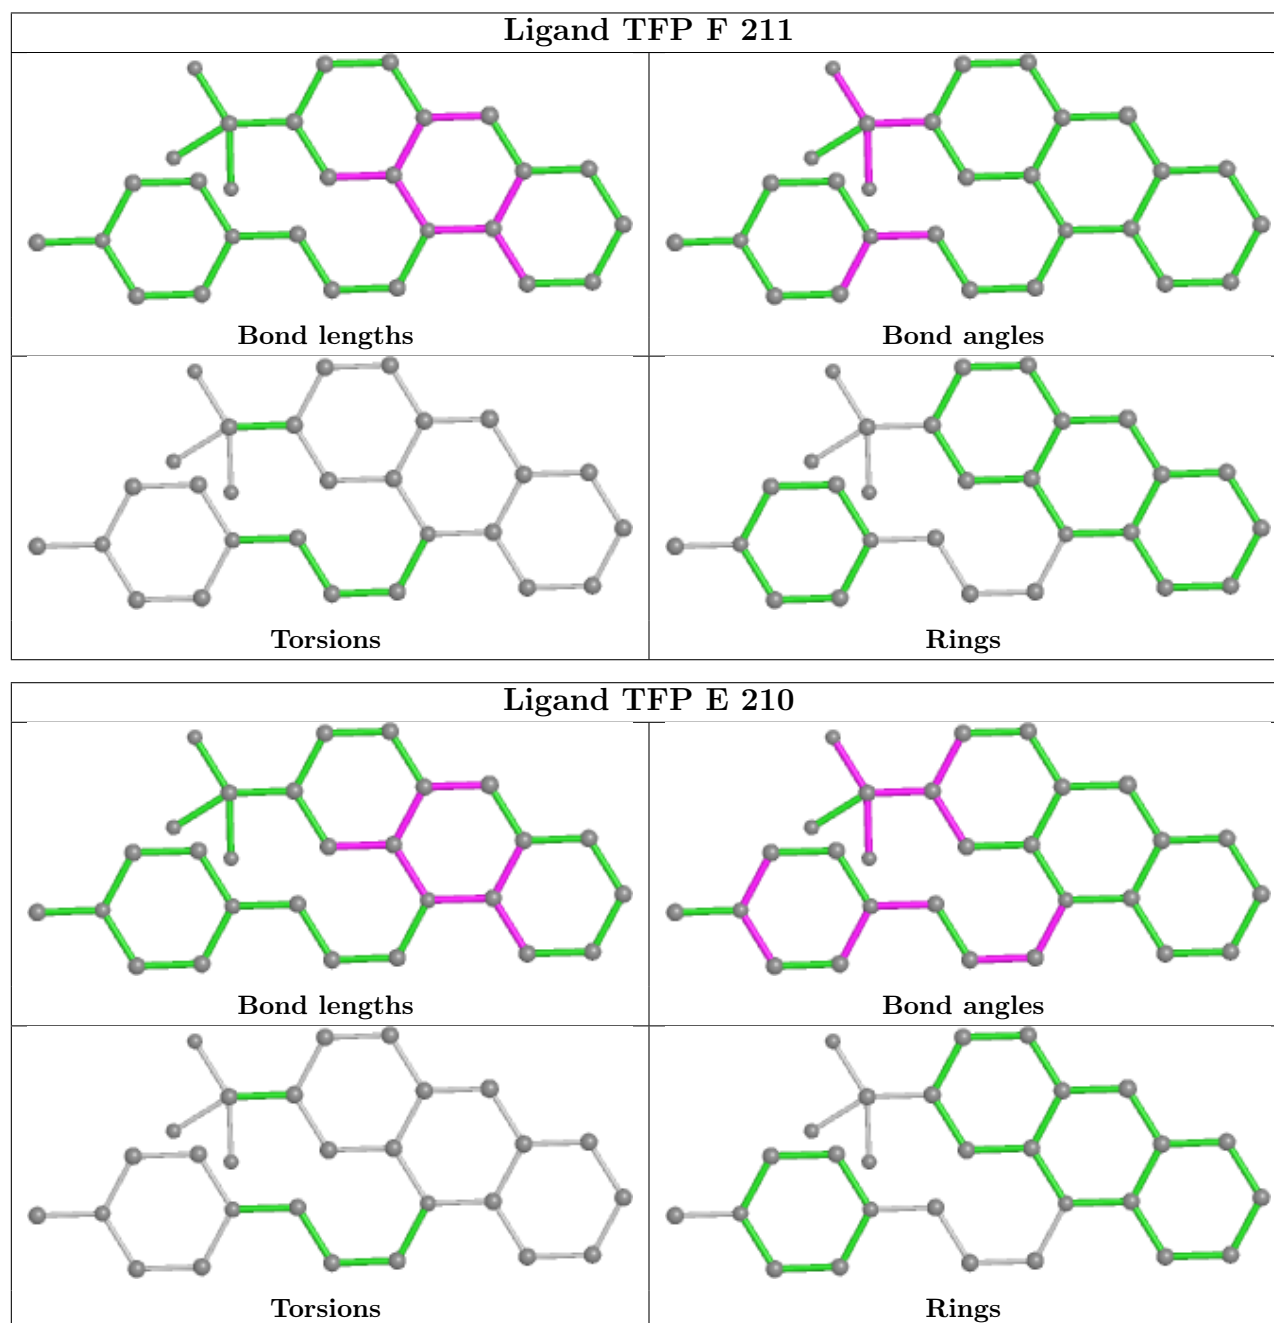 Ligand TFP F 211
Bond lengths
Bond angles
Torsions
Rings
Ligand TFP E 210
Bond lengths
Bond angles
Torsions
Rings